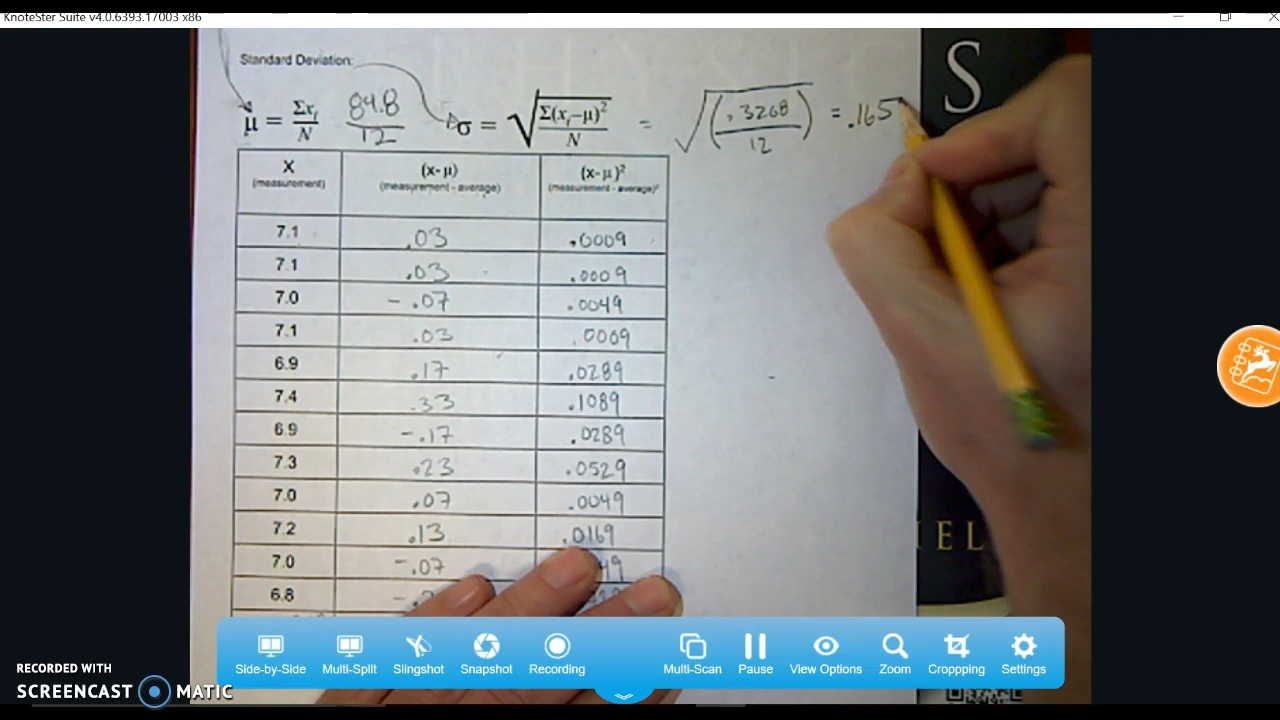 KnoteSter Suite v4.0.6393.17003 x86
Standard Deviation:
μ = Σxᵢ/N 84.8/12 σ = √(Σ(xᵢ-μ)²/N) = √(.3268/12) = .165
S
X (x-μ) (x-μ)²
(measurement) (measurement - average) (measurement - average)²
7.1 .03 .0009
7.1 .03 .0009
7.0 -.07 .0049
7.1 .03 .0009
6.9 .17 .0289
7.4 .33 .1089
6.9 -.17 .0289
7.3 .23 .0529
7.0 .07 .0049
7.2 .13 .0169
7.0 -.07
6.8
Side-by-Side Multi-Split Slingshot Snapshot Recording Multi-Scan Pause View Options Zoom Croppping Settings
RECORDED WITH
SCREENCAST MATIC